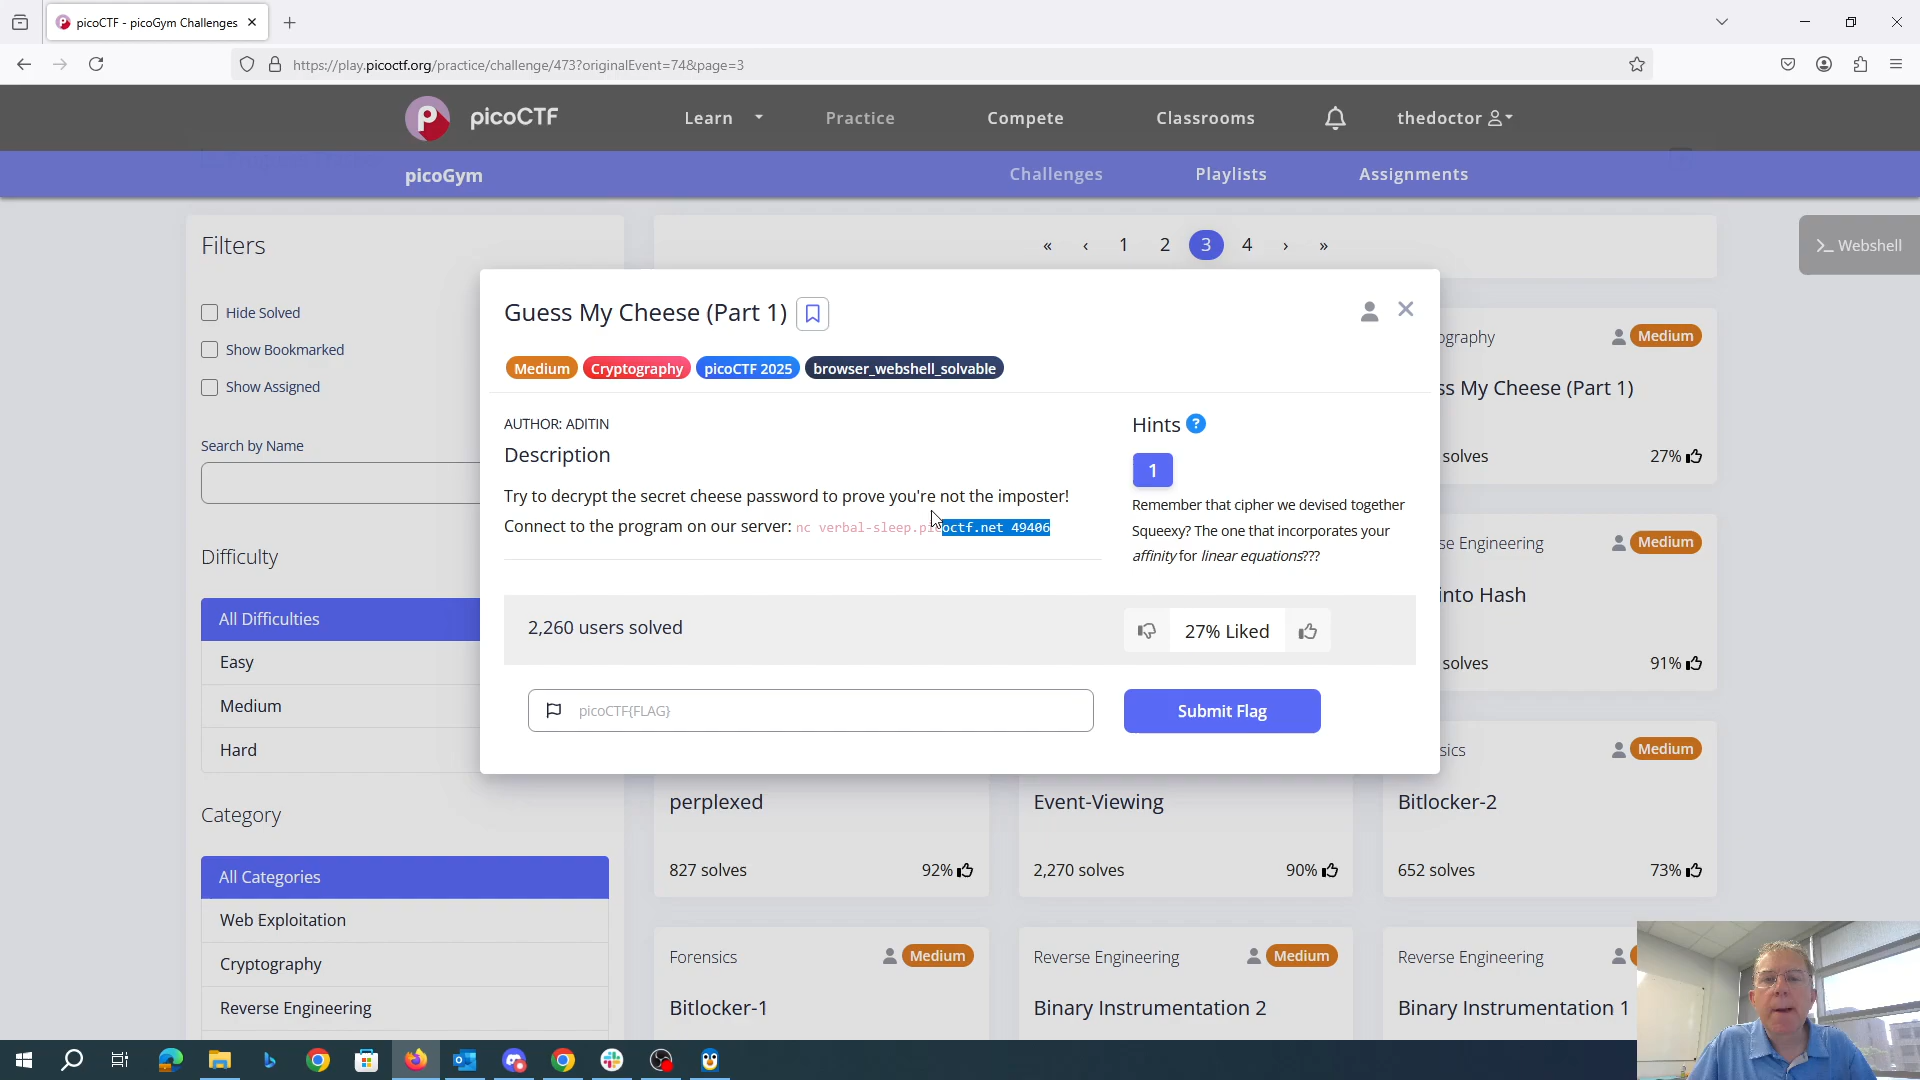 picoCTF - picoGym Challenges
https://play.picoctf.org/practice/challenge/473?originalEvent=74&page=3
picoCTF
Learn
Practice
Compete
Classrooms
thedoctor
picoGym
Challenges
Playlists
Assignments
Filters
« ‹ 1 2 3 4 › »
>_ Webshell
Hide Solved
Show Bookmarked
Show Assigned
Search by Name
Difficulty
All Difficulties
Easy
Medium
Hard
Category
All Categories
Web Exploitation
Cryptography
Reverse Engineering
Guess My Cheese (Part 1)
Medium
Cryptography
picoCTF 2025
browser_webshell_solvable
AUTHOR: ADITIN
Description
Try to decrypt the secret cheese password to prove you're not the imposter!
Connect to the program on our server: nc verbal-sleep.picoctf.net 49406
Hints ?
1
Remember that cipher we devised together
Squeexy? The one that incorporates your
affinity for linear equations???
2,260 users solved
27% Liked
picoCTF{FLAG}
Submit Flag
ography
Medium
ss My Cheese (Part 1)
solves
27%
se Engineering
Medium
into Hash
solves
91%
sics
Medium
perplexed
Event-Viewing
Bitlocker-2
827 solves
92%
2,270 solves
90%
652 solves
73%
Forensics
Medium
Reverse Engineering
Medium
Reverse Engineering
Bitlocker-1
Binary Instrumentation 2
Binary Instrumentation 1